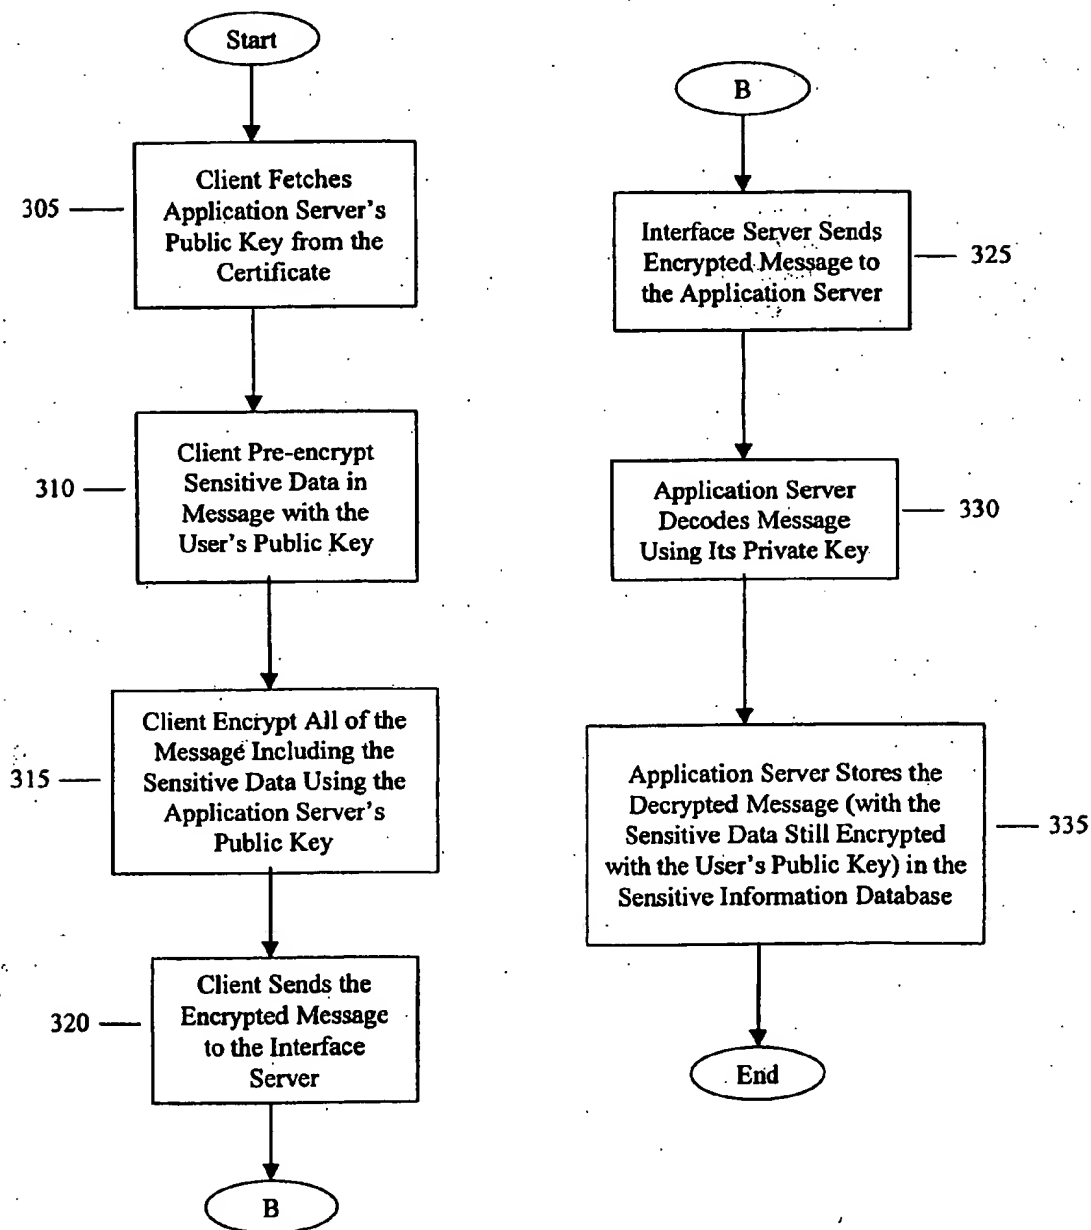 Start
305
Client Fetches
Application Server's
Public Key from the
Certificate
310
Client Pre-encrypt
Sensitive Data in
Message with the
User's Public Key
315
Client Encrypt All of the
Message Including the
Sensitive Data Using the
Application Server's
Public Key
320
Client Sends the
Encrypted Message
to the Interface
Server
B
B
Interface Server Sends
Encrypted Message to
the Application Server
325
Application Server
Decodes Message
Using Its Private Key
330
Application Server Stores the
Decrypted Message (with the
Sensitive Data Still Encrypted
with the User's Public Key) in the
Sensitive Information Database
335
End